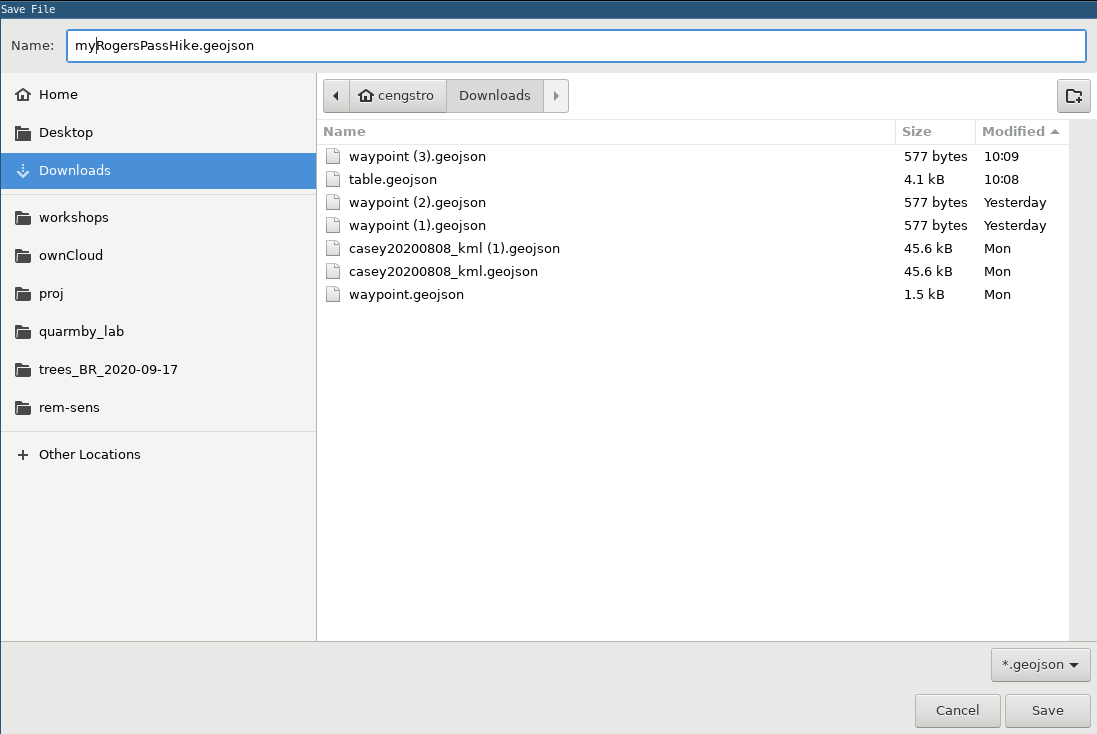 Save File
Name: myRogersPassHike.geojson
Home
Desktop
Downloads
workshops
ownCloud
proj
quarmby_lab
trees_BR_2020-09-17
rem-sens
Other Locations
cengstro Downloads
Name Size Modified
waypoint (3).geojson 577 bytes 10:09
table.geojson 4.1 kB 10:08
waypoint (2).geojson 577 bytes Yesterday
waypoint (1).geojson 577 bytes Yesterday
casey20200808_kml (1).geojson 45.6 kB Mon
casey20200808_kml.geojson 45.6 kB Mon
waypoint.geojson 1.5 kB Mon
*.geojson
Cancel Save